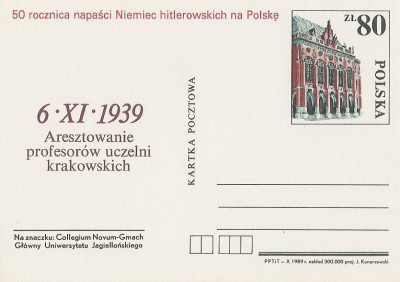 50 rocznica napaści Niemiec hitlerowskich na Polskę
ZŁ 80
POLSKA
6·XI·1939
Aresztowanie
profesorów uczelni
krakowskich
KARTKA POCZTOWA
Na znaczku: Collegium Novum-Gmach
Główny Uniwersytetu Jagiellońskiego
PPTiT – X 1989 r. nakład 300.000 proj. J. Konarzewski